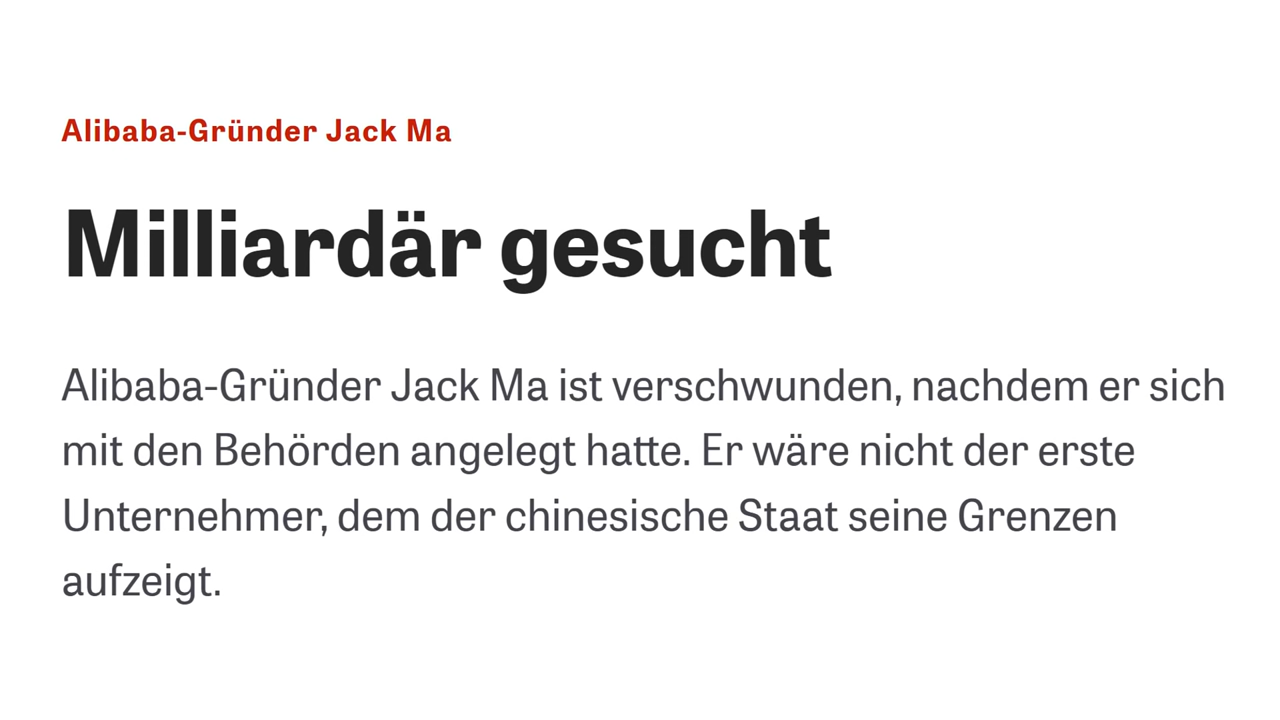 Alibaba-Gründer Jack Ma
Milliardär gesucht
Alibaba-Gründer Jack Ma ist verschwunden, nachdem er sich
mit den Behörden angelegt hatte. Er wäre nicht der erste
Unternehmer, dem der chinesische Staat seine Grenzen
aufzeigt.